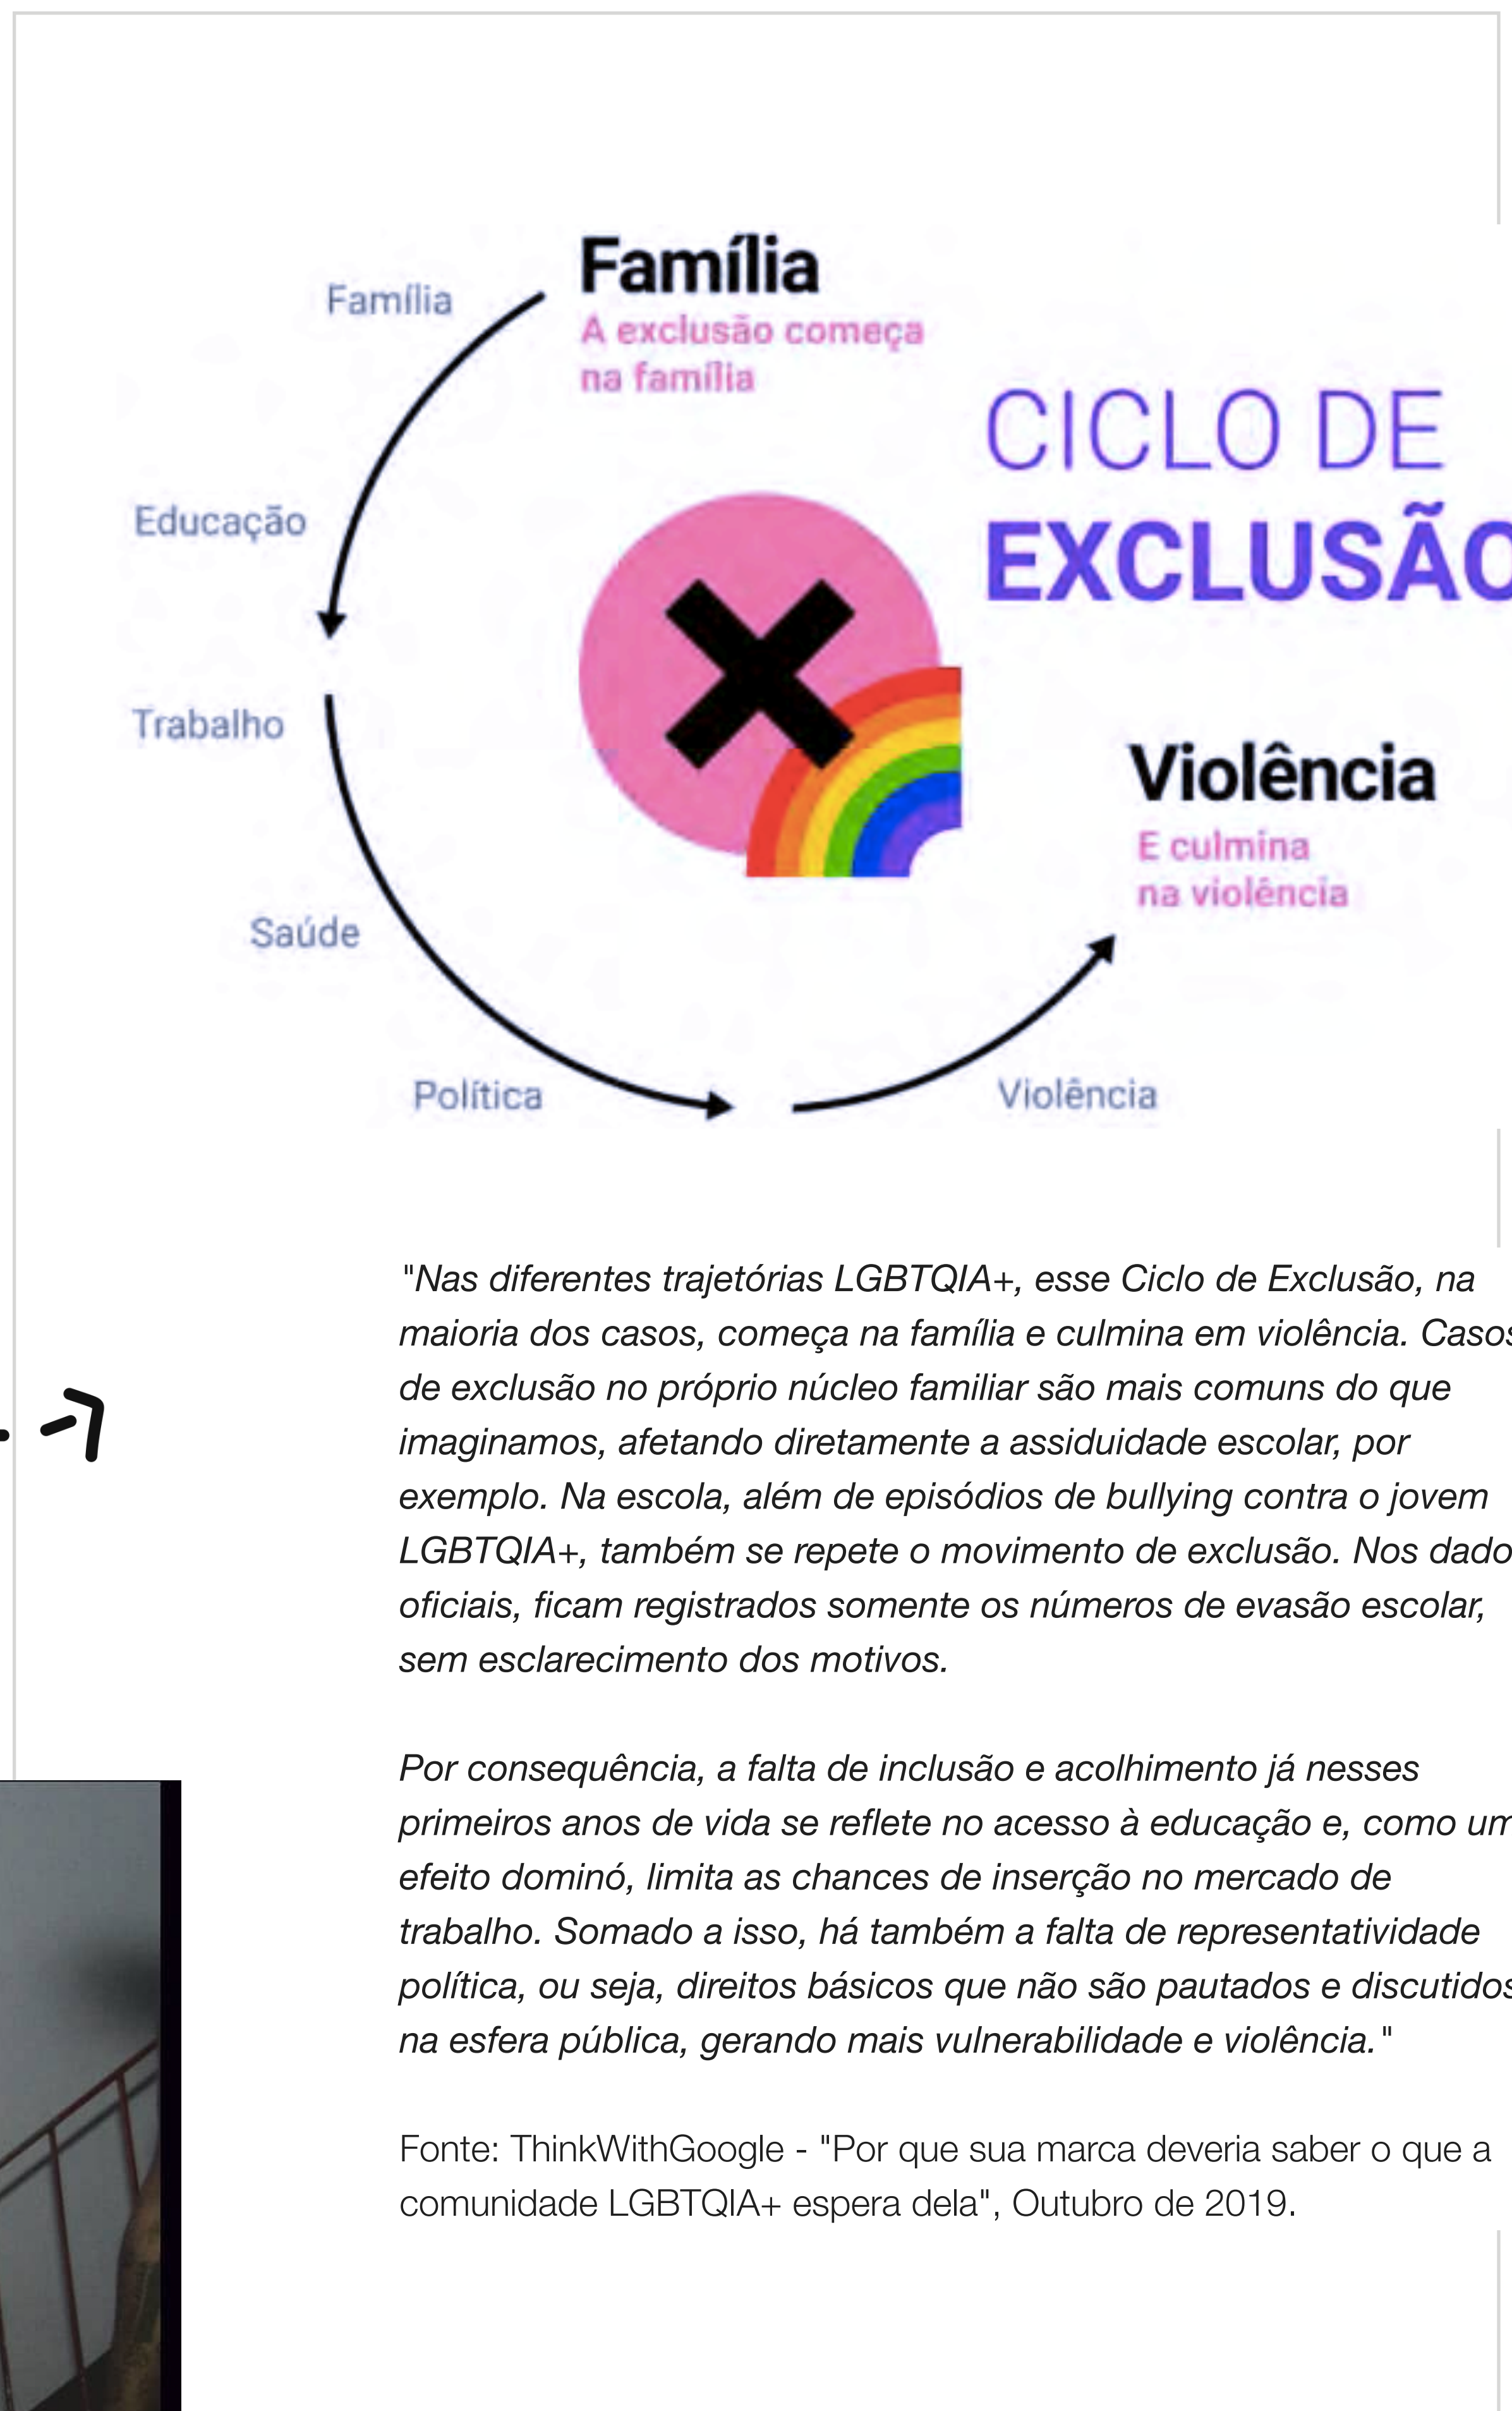 Família
A exclusão começa
na família
CICLO DE
EXCLUSÃO
Família
Educação
Trabalho
Saúde
Política
Violência
Violência
E culmina
na violência
"Nas diferentes trajetórias LGBTQIA+, esse Ciclo de Exclusão, na
maioria dos casos, começa na família e culmina em violência. Casos
de exclusão no próprio núcleo familiar são mais comuns do que
imaginamos, afetando diretamente a assiduidade escolar, por
exemplo. Na escola, além de episódios de bullying contra o jovem
LGBTQIA+, também se repete o movimento de exclusão. Nos dado
oficiais, ficam registrados somente os números de evasão escolar,
sem esclarecimento dos motivos.
Por consequência, a falta de inclusão e acolhimento já nesses
primeiros anos de vida se reflete no acesso à educação e, como um
efeito dominó, limita as chances de inserção no mercado de
trabalho. Somado a isso, há também a falta de representatividade
política, ou seja, direitos básicos que não são pautados e discutidos
na esfera pública, gerando mais vulnerabilidade e violência."
Fonte: ThinkWithGoogle - "Por que sua marca deveria saber o que a
comunidade LGBTQIA+ espera dela", Outubro de 2019.